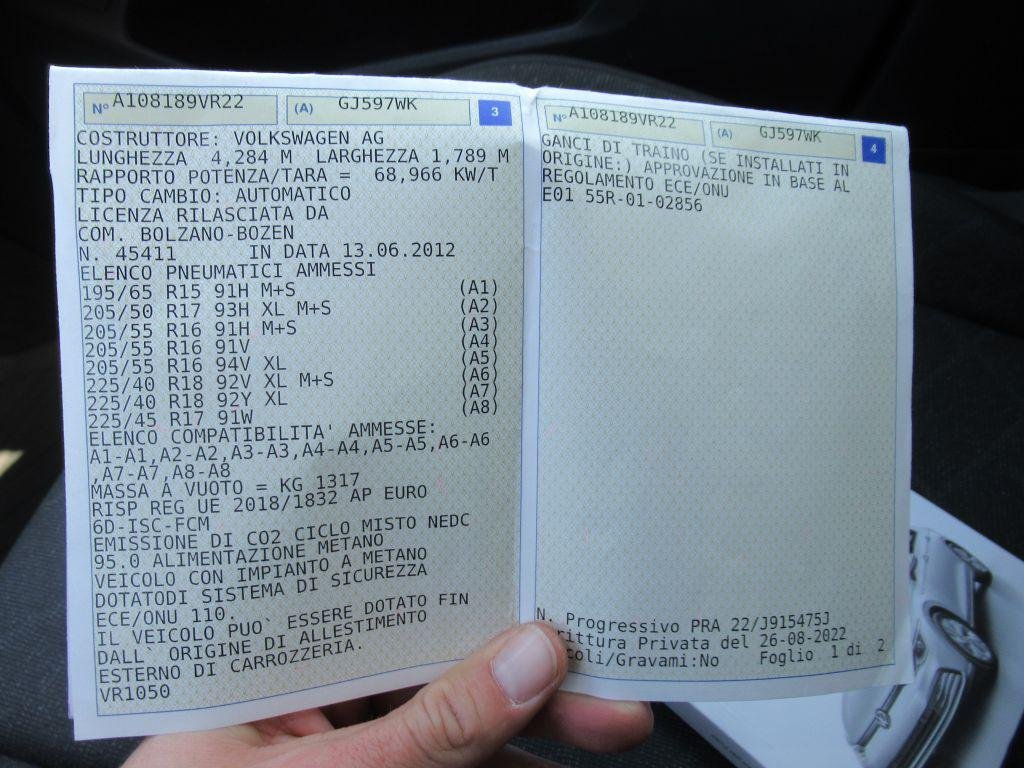 Nº A108189VR22 (A) GJ597WK 3
COSTRUTTORE: VOLKSWAGEN AG
LUNGHEZZA 4,284 M LARGHEZZA 1,789 M
RAPPORTO POTENZA/TARA = 68,966 KW/T
TIPO CAMBIO: AUTOMATICO
LICENZA RILASCIATA DA
COM. BOLZANO-BOZEN
N. 45411 IN DATA 13.06.2012
ELENCO PNEUMATICI AMMESSI
195/65 R15 91H M+S (A1)
205/50 R17 93H XL M+S (A2)
205/55 R16 91H M+S (A3)
205/55 R16 91V (A4)
205/55 R16 94V XL (A5)
225/40 R18 92V XL M+S (A6)
225/40 R18 92Y XL (A7)
225/45 R17 91W (A8)
ELENCO COMPATIBILITA' AMMESSE:
A1-A1,A2-A2,A3-A3,A4-A4,A5-A5,A6-A6
,A7-A7,A8-A8
MASSA A VUOTO = KG 1317
RISP REG UE 2018/1832 AP EURO
6D-ISC-FCM
EMISSIONE DI CO2 CICLO MISTO NEDC
95.0 ALIMENTAZIONE METANO
VEICOLO CON IMPIANTO A METANO
DOTATODI SISTEMA DI SICUREZZA
ECE/ONU 110.
IL VEICOLO PUO` ESSERE DOTATO FIN
DALL` ORIGINE DI ALLESTIMENTO
ESTERNO DI CARROZZERIA.
VR1050
Nº A108189VR22 (A) GJ597WK 4
GANCI DI TRAINO (SE INSTALLATI IN
ORIGINE:) APPROVAZIONE IN BASE AL
REGOLAMENTO ECE/ONU
E01 55R-01-02856
N. Progressivo PRA 22/J915475J
rittura Privata del 26-08-2022
coli/Gravami:No Foglio 1 di 2